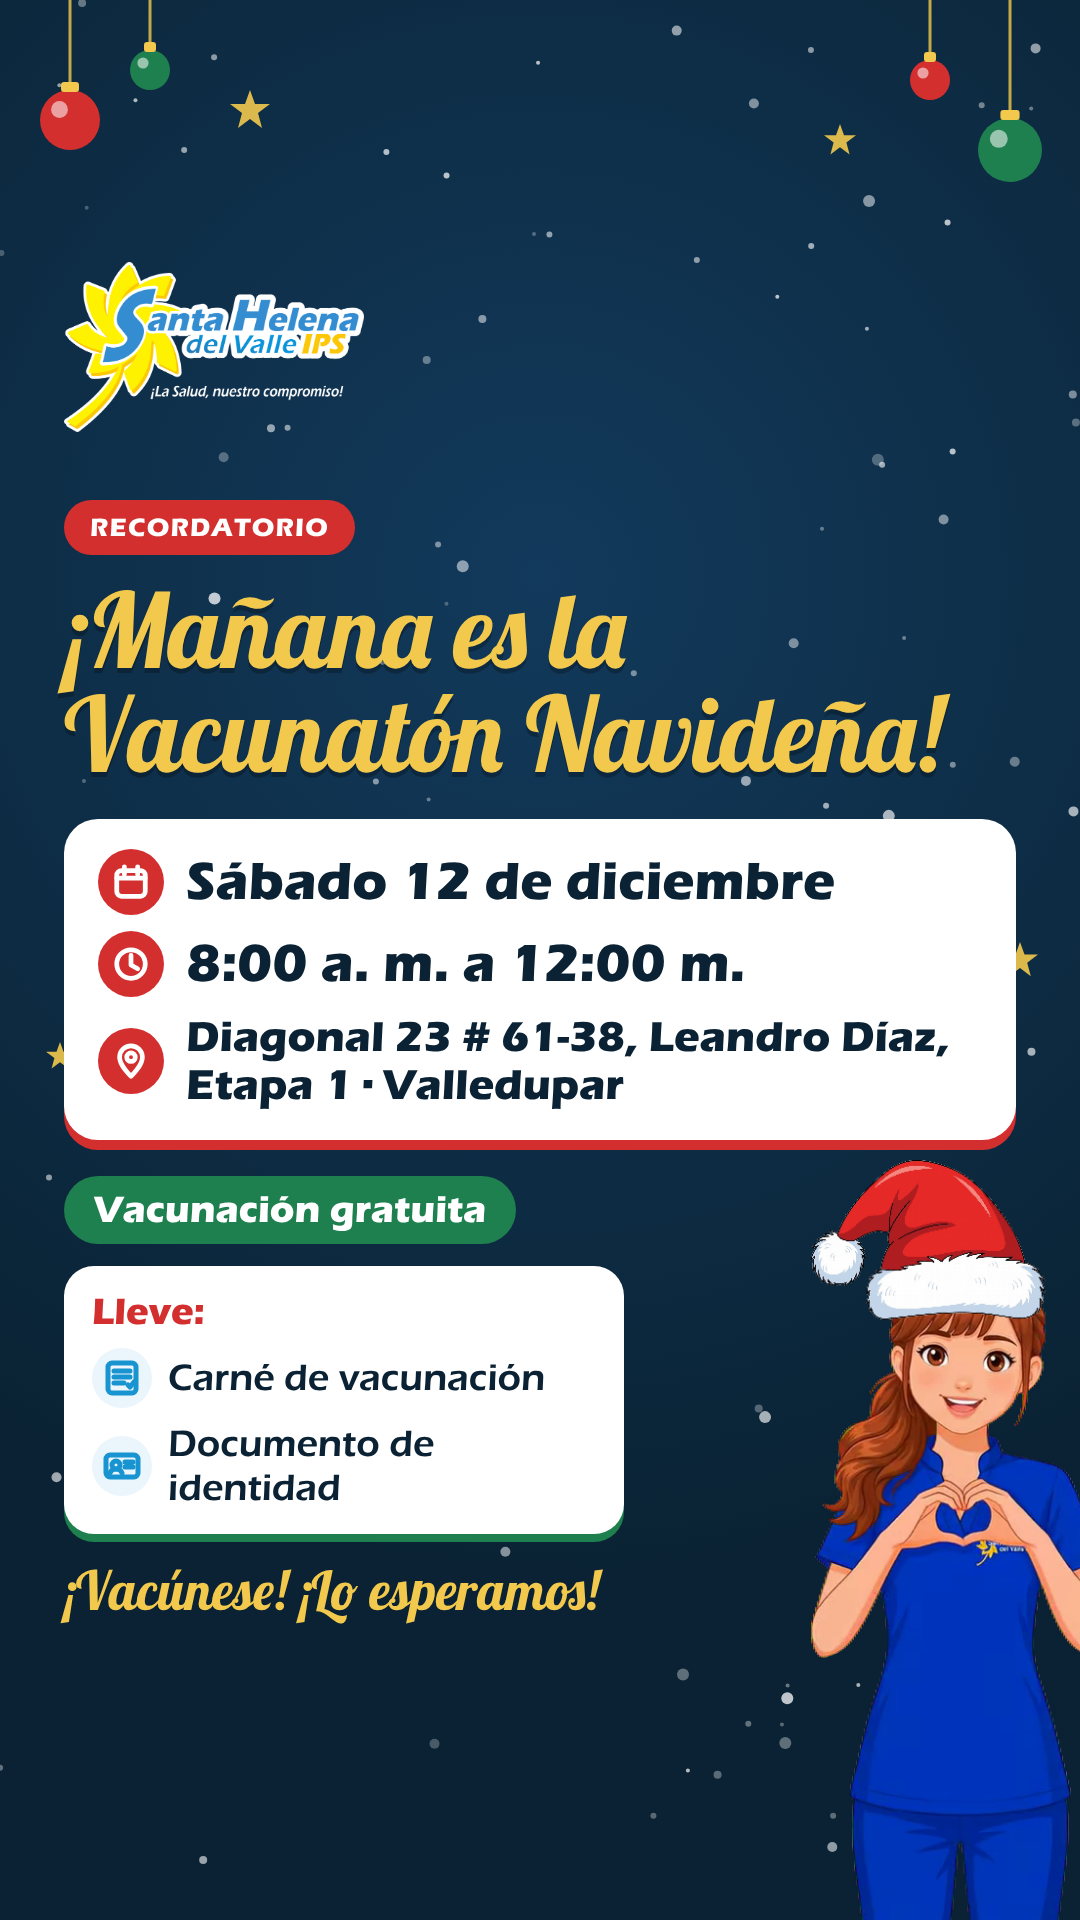 Santa Helena
del Valle IPS
¡La Salud, nuestro compromiso!
RECORDATORIO
¡Mañana es la
Vacunatón Navideña!
Sábado 12 de diciembre
8:00 a. m. a 12:00 m.
Diagonal 23 # 61-38, Leandro Díaz,
Etapa 1 · Valledupar
Vacunación gratuita
Lleve:
Carné de vacunación
Documento de
identidad
¡Vacúnese! ¡Lo esperamos!